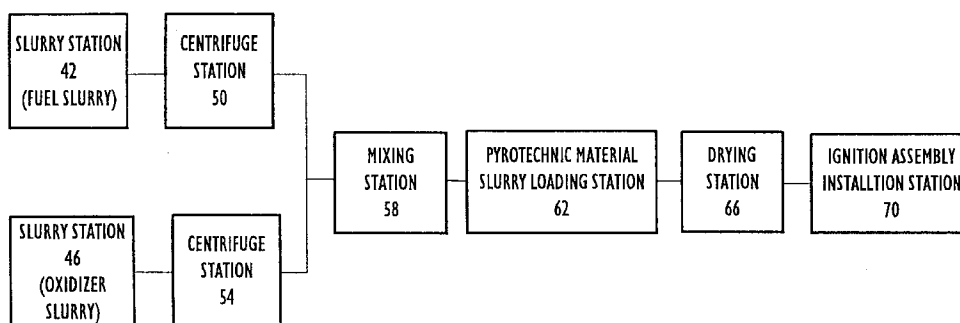 SLURRY STATION
42
(FUEL SLURRY)
CENTRIFUGE
STATION
50
SLURRY STATION
46
(OXIDIZER
SLURRY)
CENTRIFUGE
STATION
54
MIXING
STATION
58
PYROTECHNIC MATERIAL
SLURRY LOADING STATION
62
DRYING
STATION
66
IGNITION ASSEMBLY
INSTALLTION STATION
70